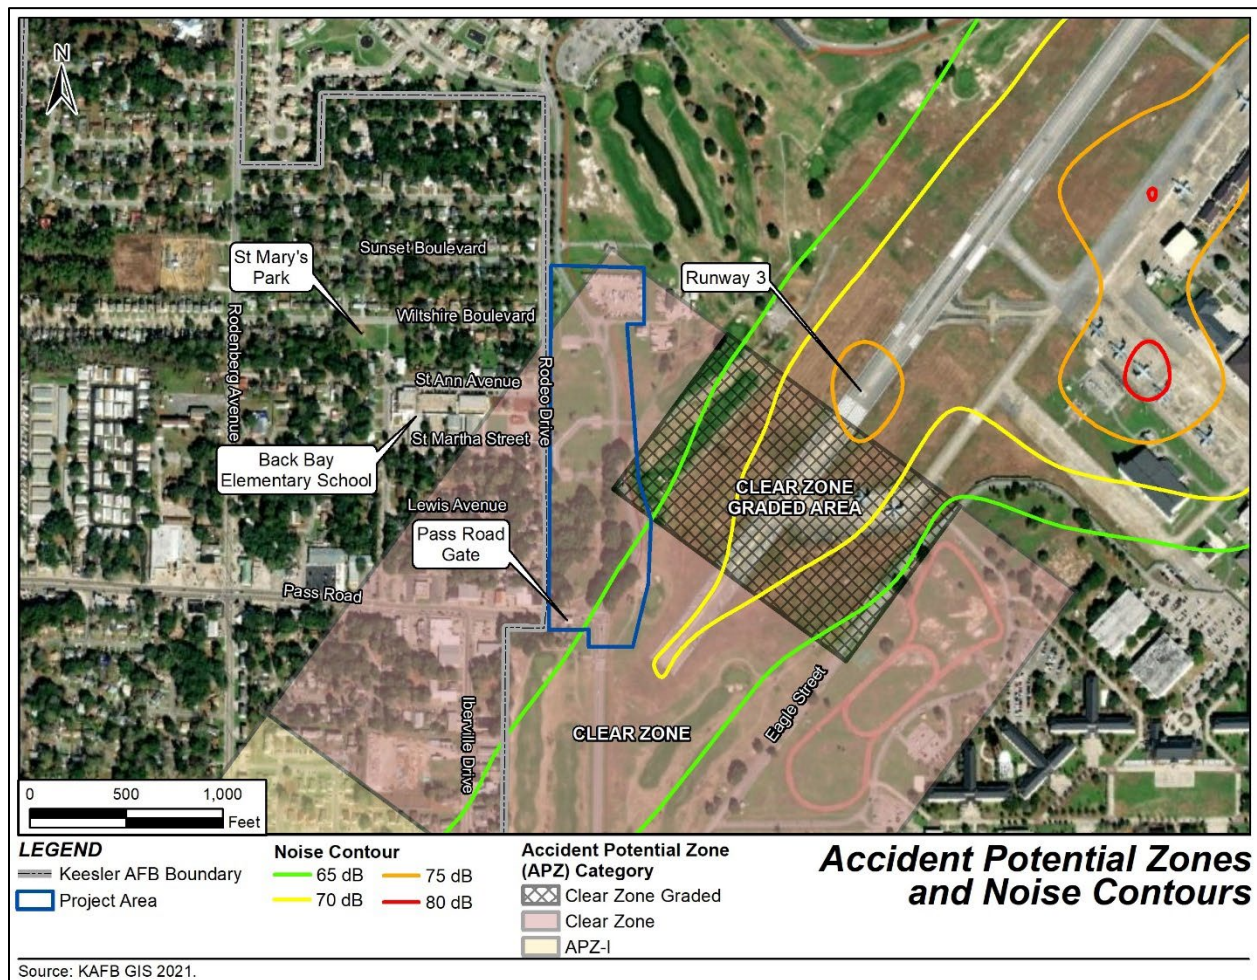 N
Sunset Boulevard
St Mary's
Park
Runway 3
Wiltshire Boulevard
Rodenberg Avenue
Rodeo Drive
St Ann Avenue
St Martha Street
Back Bay
Elementary School
CLEAR ZONE
GRADED AREA
Lewis Avenue
Pass Road
Gate
Pass Road
Eagle Street
Iberville Drive
CLEAR ZONE
0 500 1,000
Feet
LEGEND
Keesler AFB Boundary
Project Area
Noise Contour
65 dB
75 dB
70 dB
80 dB
Accident Potential Zone
(APZ) Category
Clear Zone Graded
Clear Zone
APZ-I
Accident Potential Zones
and Noise Contours
Source: KAFB GIS 2021.